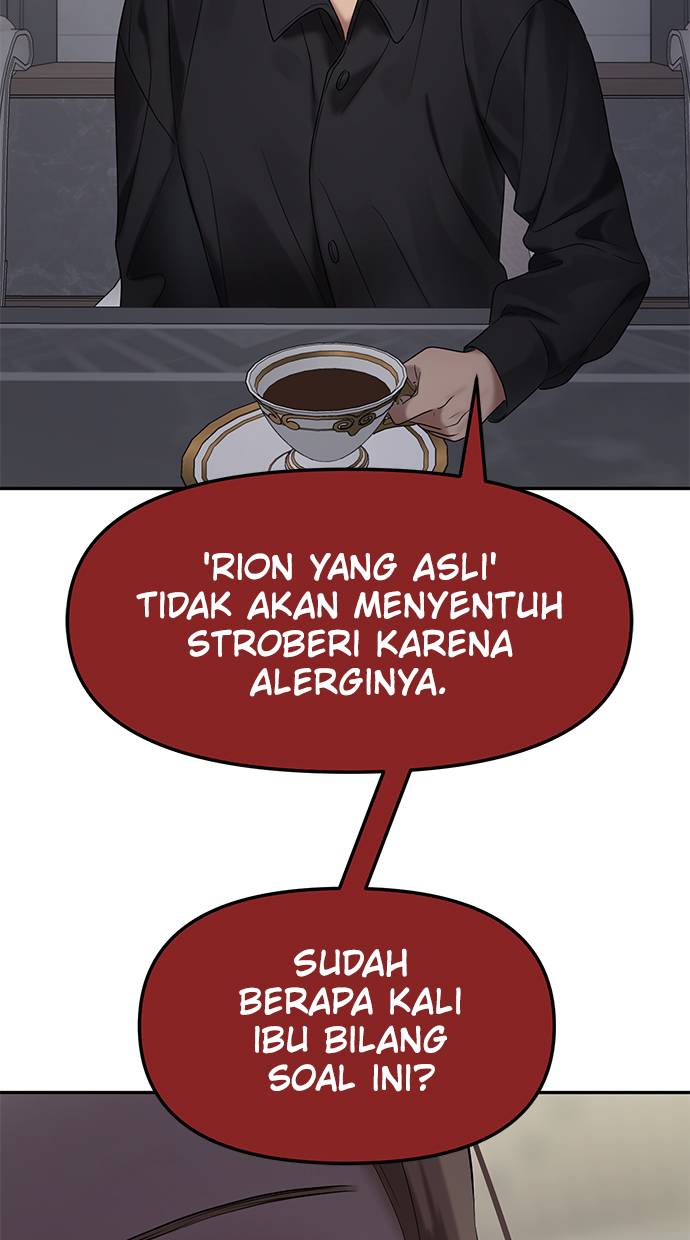 'RION YANG ASLI'
TIDAK AKAN MENYENTUH
STROBERI KARENA
ALERGINYA.
SUDAH
BERAPA KALI
IBU BILANG
SOAL INI?